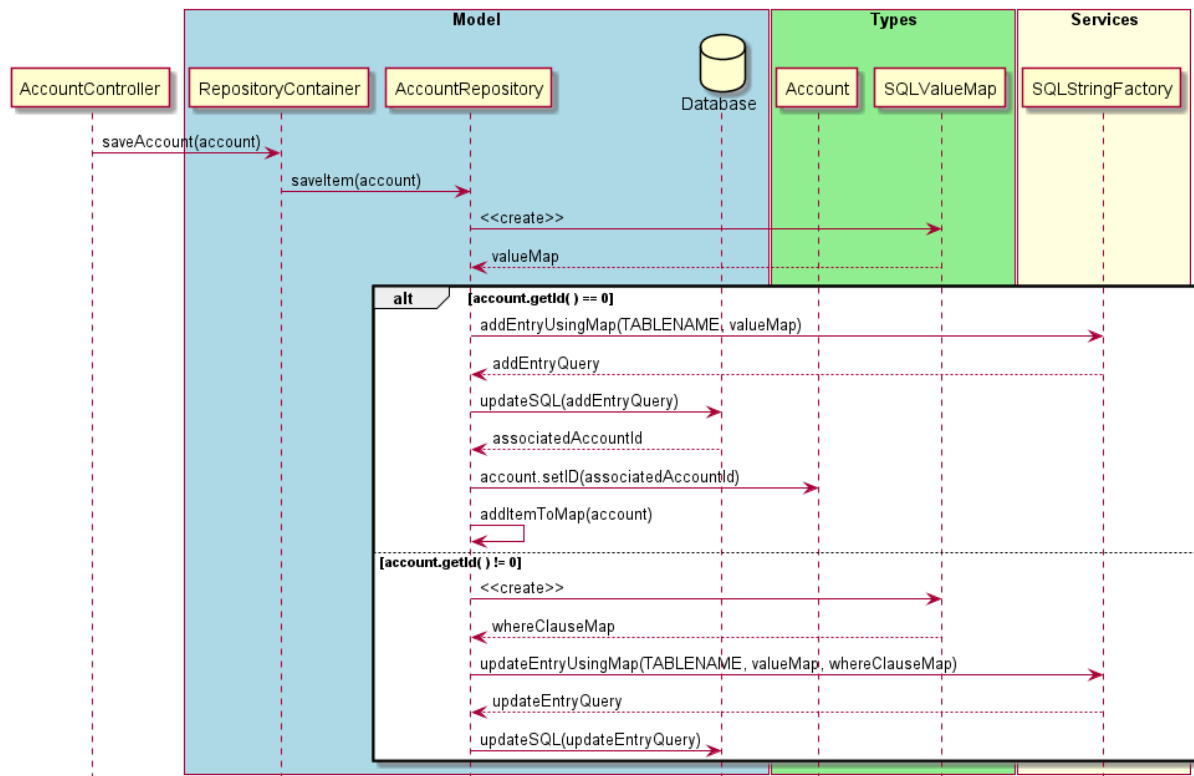 Model
Types
Services
AccountController
RepositoryContainer
AccountRepository
Database
Account
SQLValueMap
SQLStringFactory
saveAccount(account)
saveItem(account)
<<create>>
valueMap
alt
[account.getId( ) == 0]
addEntryUsingMap(TABLENAME, valueMap)
addEntryQuery
updateSQL(addEntryQuery)
associatedAccountId
account.setID(associatedAccountId)
addItemToMap(account)
[account.getId( ) != 0]
<<create>>
whereClauseMap
updateEntryUsingMap(TABLENAME, valueMap, whereClauseMap)
updateEntryQuery
updateSQL(updateEntryQuery)